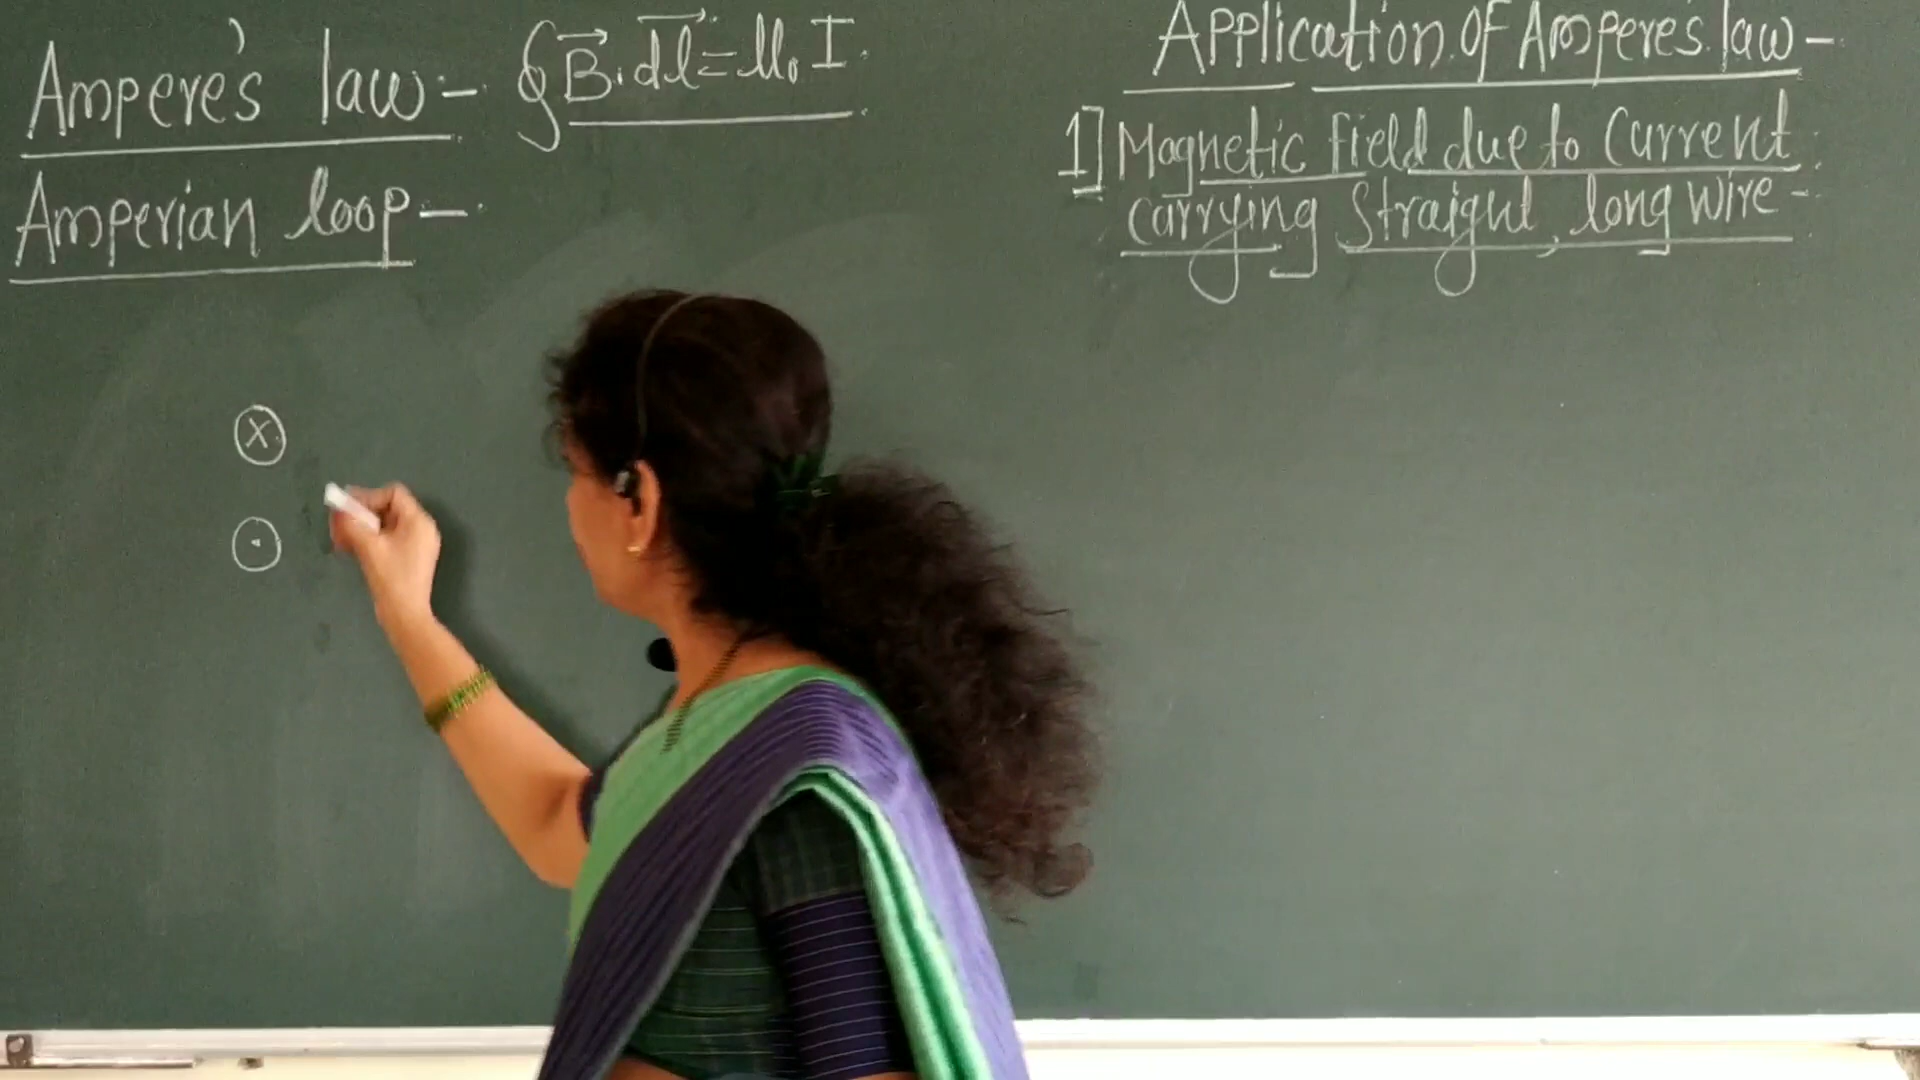 Ampere's law:- ∮B⃗.dl⃗=μ₀I.
Amperian loop-
Application of Ampere's law-
1] Magnetic field due to Current
carrying Straight, long wire-